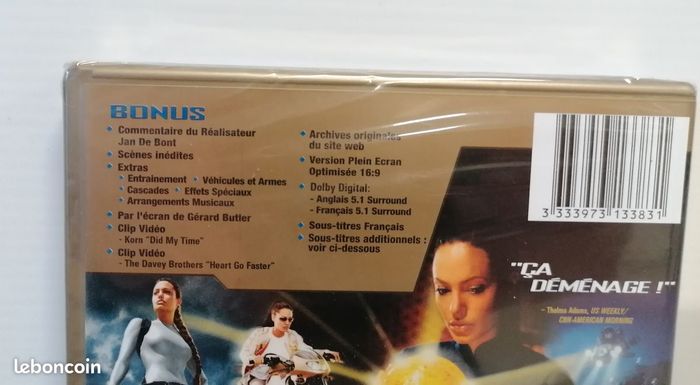 BONUS
Commentaire du Réalisateur
Jan De Bont
Scènes inédites
Extras
Entrainement • Véhicules et Armes
Cascades • Effets Spéciaux
Arrangements Musicaux
Par l'écran de Gérard Butler
Clip Vidéo
- Korn "Did My Time"
Clip Vidéo
- The Davey Brothers "Heart Go Faster"
Archives originales
du site web
Version Plein Ecran
Optimisée 16:9
Dolby Digital:
- Anglais 5.1 Surround
- Français 5.1 Surround
Sous-titres Français
Sous-titres additionnels :
voir ci-dessous
3 333973 133831
"ÇA
DÉMÉNAGE !"
- Thelma Adams, US WEEKLY/
CNN-AMERICAN MORNING
leboncoin